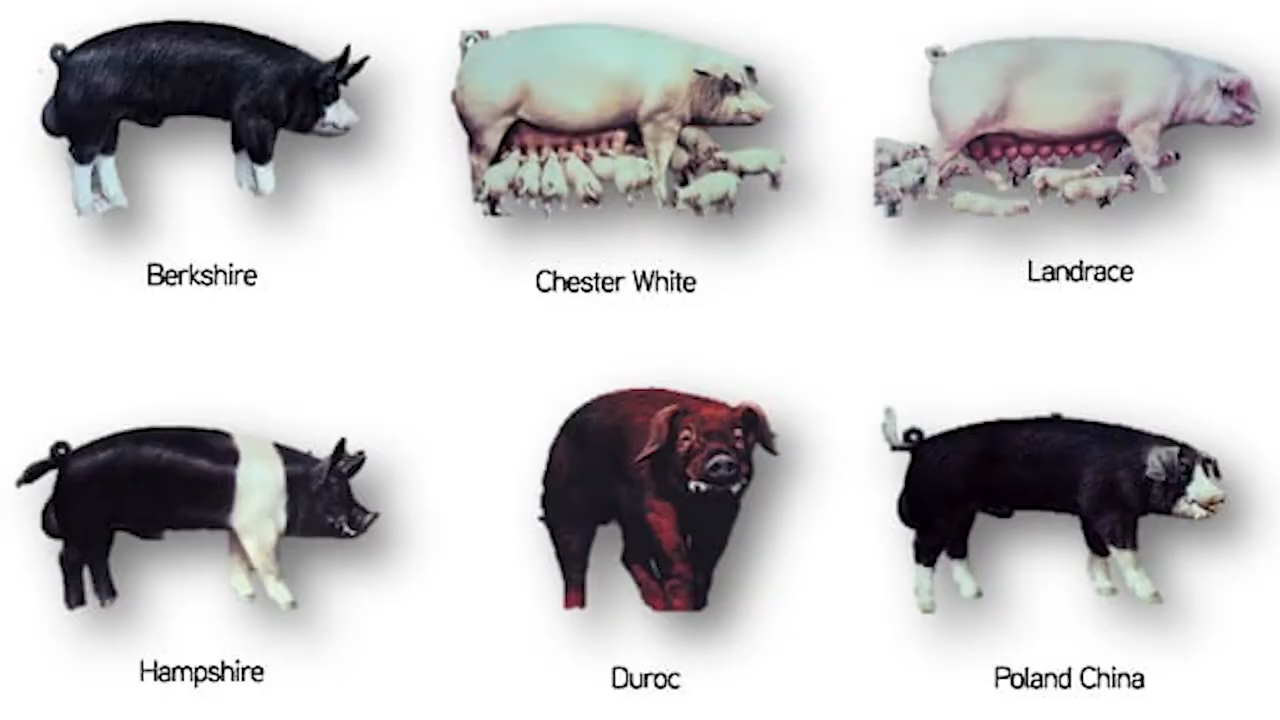 Berkshire
Chester White
Landrace
Hampshire
Duroc
Poland China